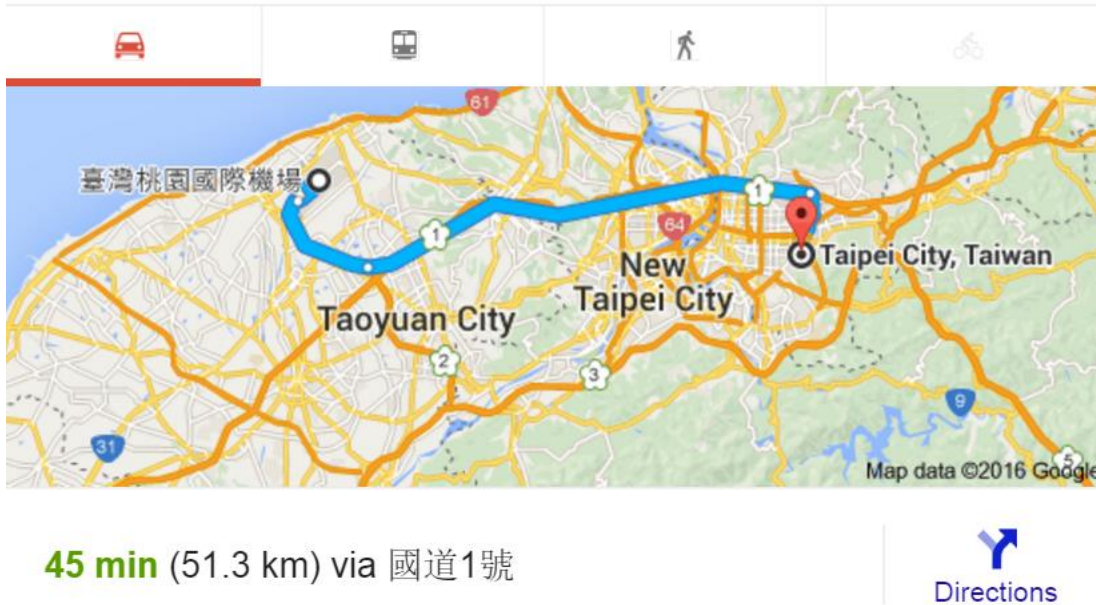 61
臺灣桃園國際機場
1
1
64
Taipei City, Taiwan
New
Taipei City
Taoyuan City
2
3
9
31
5
Map data ©2016 Google
45 min (51.3 km) via 國道1號
Directions